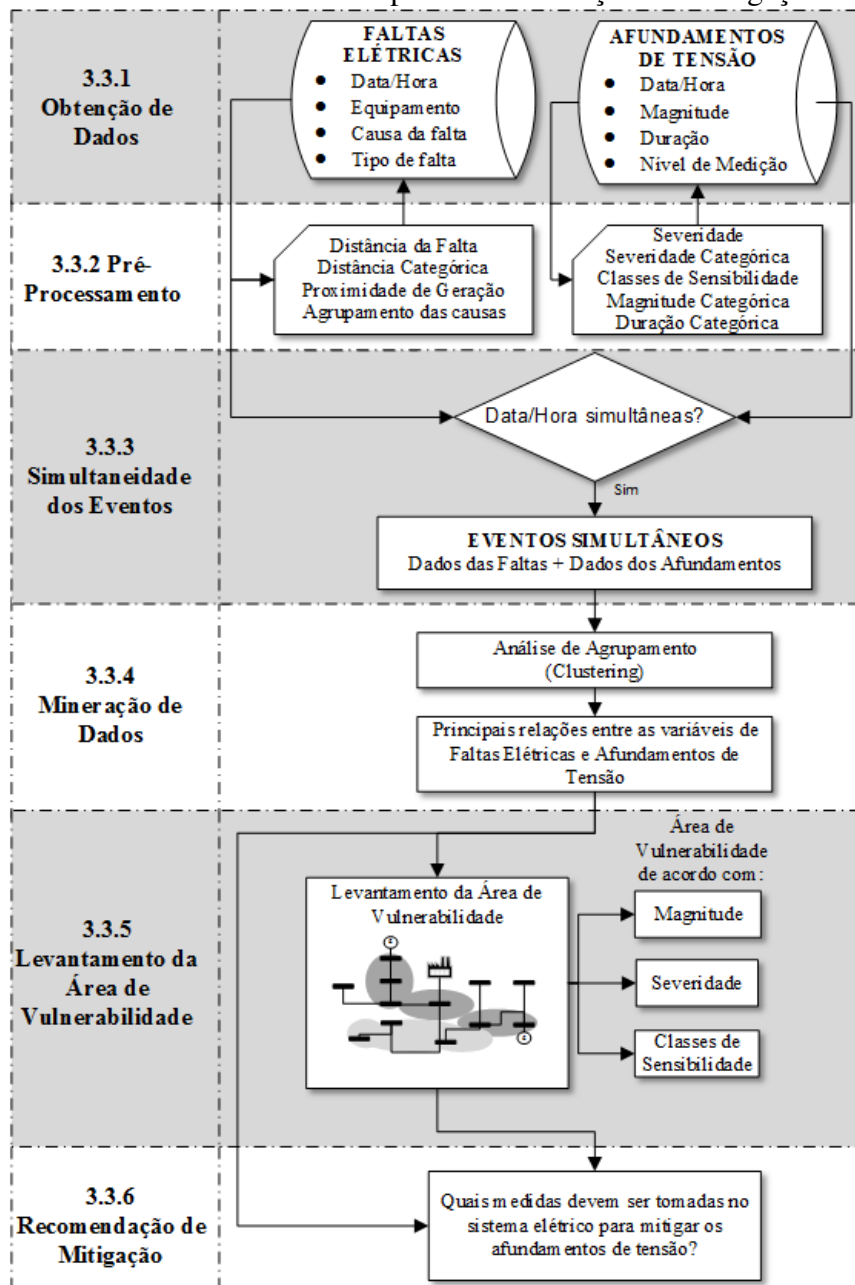 3.3.1
Obtenção de
Dados
FALTAS
ELÉTRICAS
● Data/Hora
● Equipamento
● Causa da falta
● Tipo de falta
AFUNDAMENTOS
DE TENSÃO
● Data/Hora
● Magnitude
● Duração
● Nível de Medição
3.3.2 Pré-
Processamento
Distância da Falta
Distância Categórica
Proximidade de Geração
Agrupamento das causas
Severidade
Severidade Categórica
Classes de Sensibilidade
Magnitude Categórica
Duração Categórica
3.3.3
Simultaneidade
dos Eventos
Data/Hora simultâneas?
Sim
EVENTOS SIMULTÂNEOS
Dados das Faltas + Dados dos Afundamentos
3.3.4
Mineração de
Dados
Análise de Agrupamento
(Clustering)
Principais relações entre as variáveis de
Faltas Elétricas e Afundamentos de
Tensão
3.3.5
Levantamento da
Área de
Vulnerabilidade
Levantamento da Área de
Vulnerabilidade
Área de
Vulnerabilidade
de acordo com:
Magnitude
Severidade
Classes de
Sensibilidade
3.3.6
Recomendação de
Mitigação
Quais medidas devem ser tomadas no
sistema elétrico para mitigar os
afundamentos de tensão?